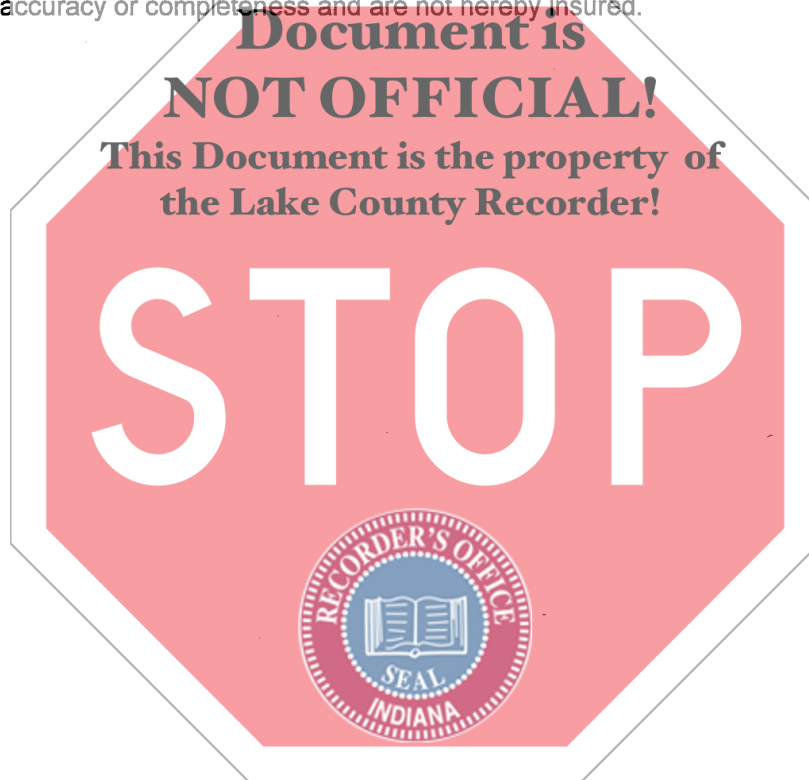 accuracy or completeness and are not hereby insured.
Document is
NOT OFFICIAL!
This Document is the property of
the Lake County Recorder!
STOP
RECORDER'S OFFICE
SEAL
INDIANA